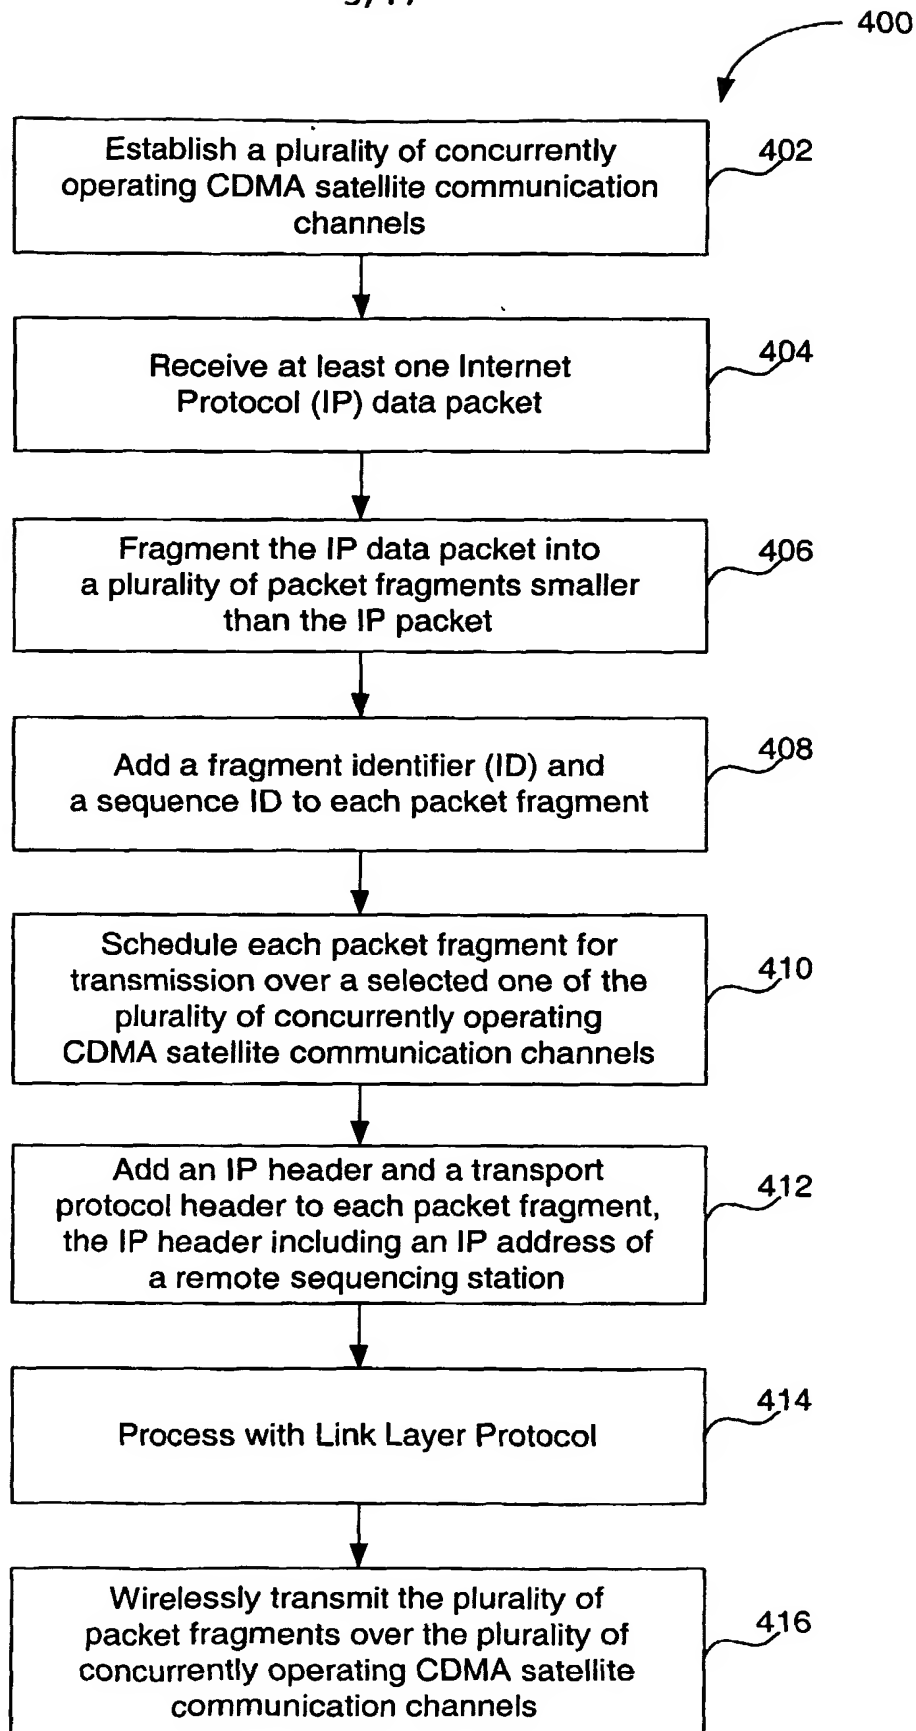 400
Establish a plurality of concurrently
operating CDMA satellite communication
channels
402
Receive at least one Internet
Protocol (IP) data packet
404
Fragment the IP data packet into
a plurality of packet fragments smaller
than the IP packet
406
Add a fragment identifier (ID) and
a sequence ID to each packet fragment
408
Schedule each packet fragment for
transmission over a selected one of the
plurality of concurrently operating
CDMA satellite communication channels
410
Add an IP header and a transport
protocol header to each packet fragment,
the IP header including an IP address of
a remote sequencing station
412
Process with Link Layer Protocol
414
Wirelessly transmit the plurality of
packet fragments over the plurality of
concurrently operating CDMA satellite
communication channels
416